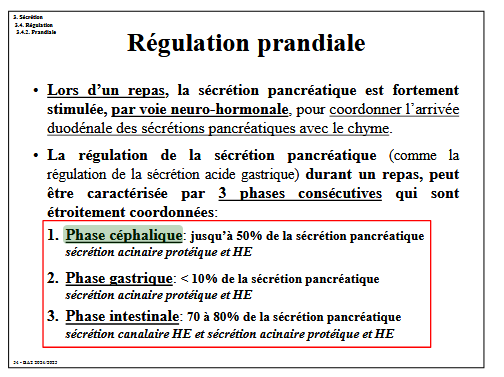 3. Sécrétion
3.4. Régulation
3.4.2. Prandiale
Régulation prandiale
• Lors d’un repas, la sécrétion pancréatique est fortement
stimulée, par voie neuro-hormonale, pour coordonner l’arrivée
duodénale des sécrétions pancréatiques avec le chyme.
• La régulation de la sécrétion pancréatique (comme la
régulation de la sécrétion acide gastrique) durant un repas, peut
être caractérisée par 3 phases consécutives qui sont
étroitement coordonnées:
1. Phase céphalique: jusqu’à 50% de la sécrétion pancréatique
sécrétion acinaire protéique et HE
2. Phase gastrique: < 10% de la sécrétion pancréatique
sécrétion acinaire protéique et HE
3. Phase intestinale: 70 à 80% de la sécrétion pancréatique
sécrétion canalaire HE et sécrétion acinaire protéique et HE
2024/2025